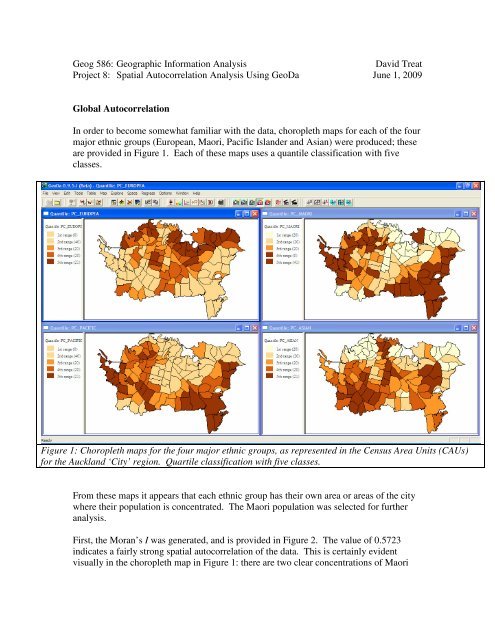 Geog 586: Geographic Information Analysis David Treat
Project 8: Spatial Autocorrelation Analysis Using GeoDa June 1, 2009
Global Autocorrelation
In order to become somewhat familiar with the data, choropleth maps for each of the four
major ethnic groups (European, Maori, Pacific Islander and Asian) were produced; these
are provided in Figure 1. Each of these maps uses a quantile classification with five
classes.
Quantile: PC_EUROPEA
File View Edit Tools Table Map Explore Space Regress Options Window Help
Quantile: PC_EUROPEA
Quantile: PC_MAORI
Quantile: PC_PACIFIC
Quantile: PC_ASIAN
Ready
Figure 1: Choropleth maps for the four major ethnic groups, as represented in the Census Area Units (CAUs)
for the Auckland ‘City’ region. Quartile classification with five classes.
From these maps it appears that each ethnic group has their own area or areas of the city
where their population is concentrated. The Maori population was selected for further
analysis.
First, the Moran’s I was generated, and is provided in Figure 2. The value of 0.5723
indicates a fairly strong spatial autocorrelation of the data. This is certainly evident
visually in the choropleth map in Figure 1: there are two clear concentrations of Maori